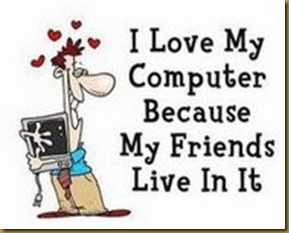 I Love My
Computer
Because
My Friends
Live In It